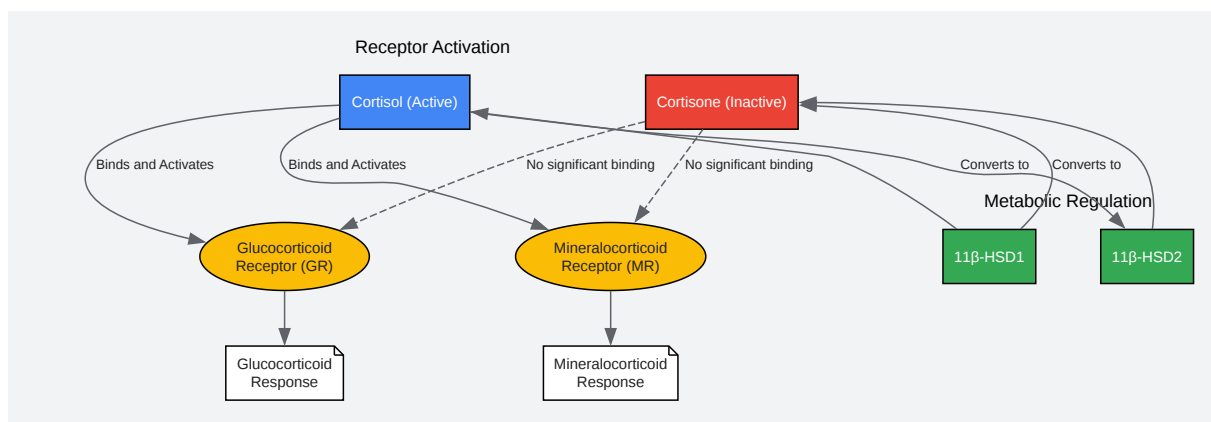 Receptor Activation
Cortisol (Active)
Cortisone (Inactive)
Binds and Activates
Binds and Activates
No significant binding
No significant binding
Converts to
Converts to
Metabolic Regulation
Glucocorticoid
Receptor (GR)
Mineralocorticoid
Receptor (MR)
11β-HSD1
11β-HSD2
Glucocorticoid
Response
Mineralocorticoid
Response